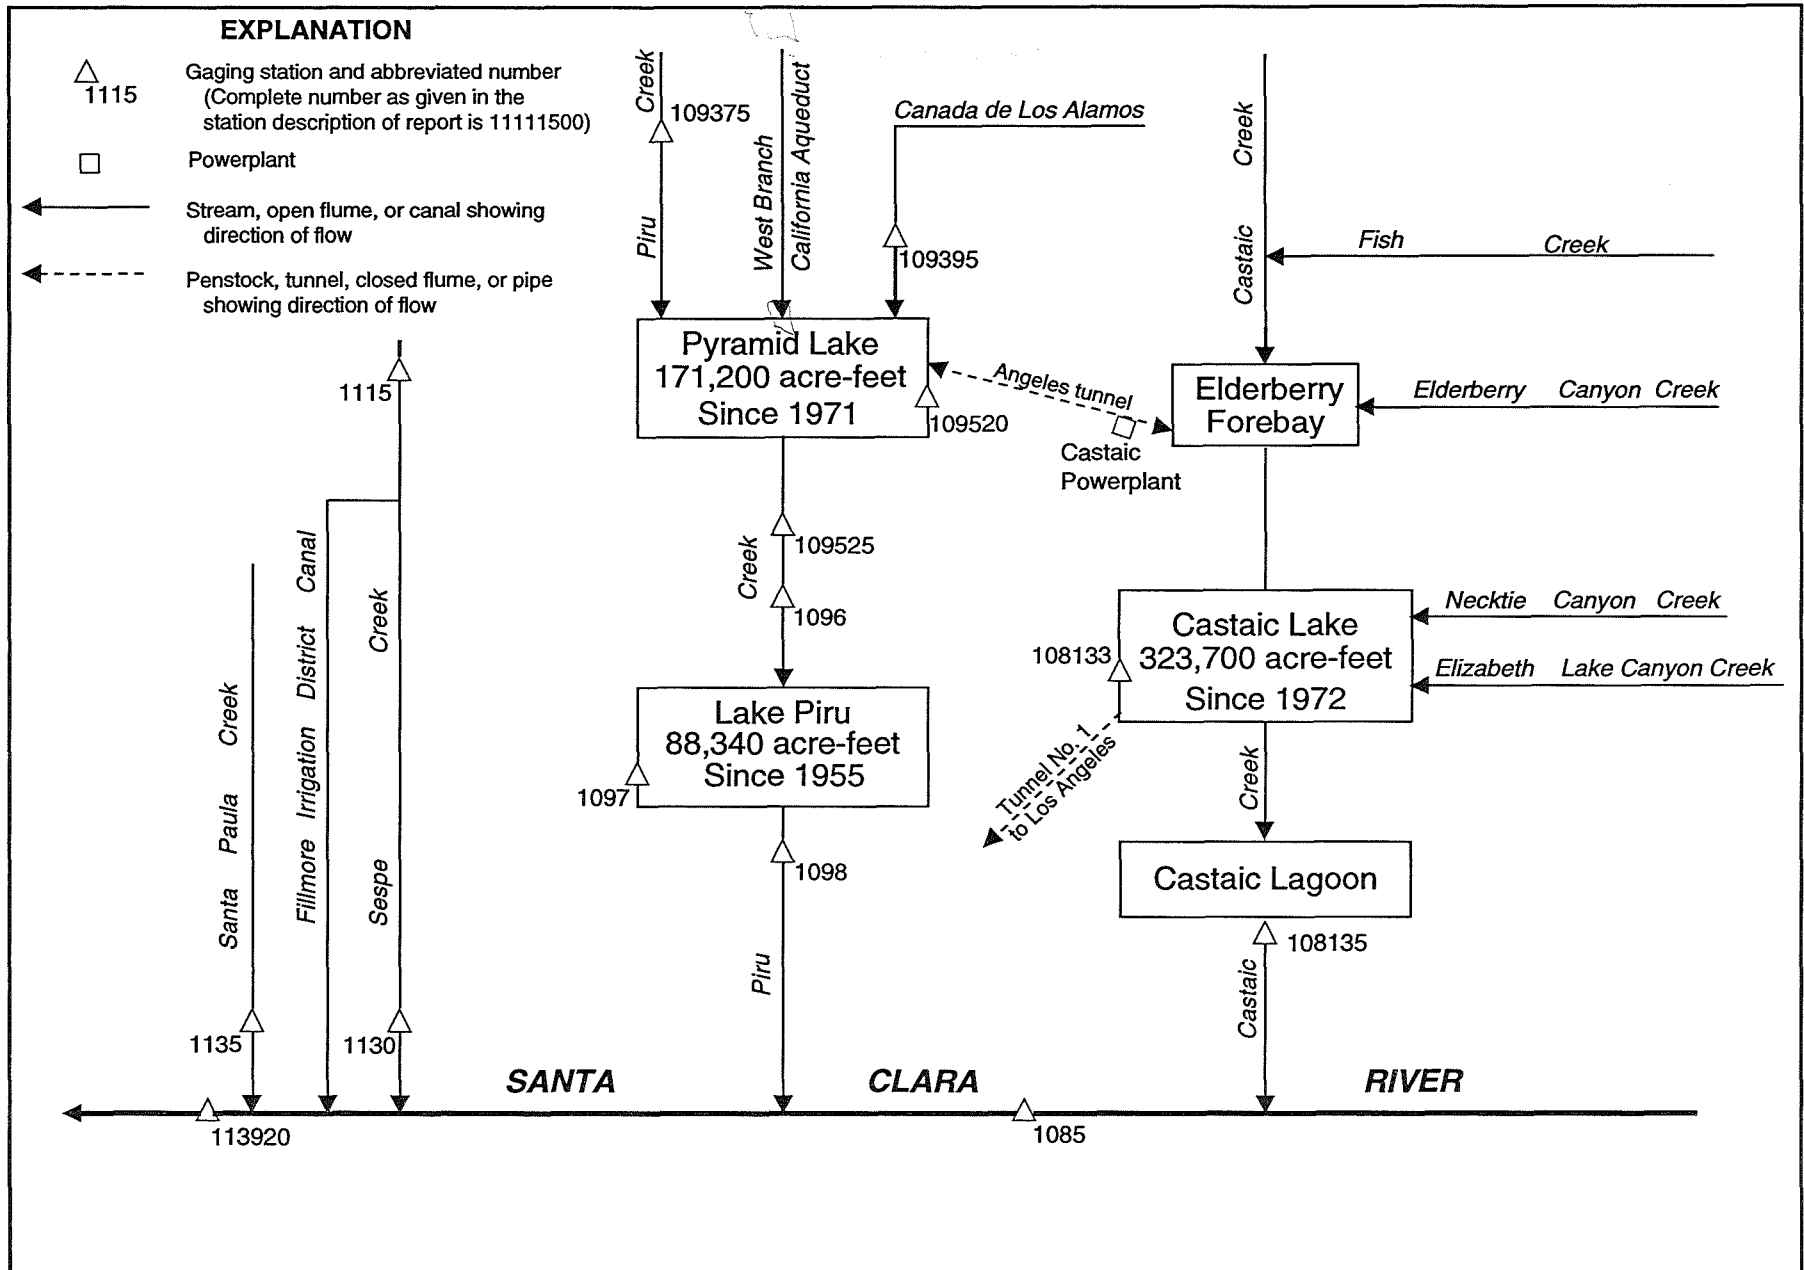 EXPLANATION
1115
Gaging station and abbreviated number
(Complete number as given in the
station description of report is 11111500)
Powerplant
Stream, open flume, or canal showing
direction of flow
Penstock, tunnel, closed flume, or pipe
showing direction of flow
Piru Creek
109375
West Branch
California Aqueduct
Canada de Los Alamos
109395
Castaic Creek
Fish Creek
Pyramid Lake
171,200 acre-feet
Since 1971
109520
Angeles tunnel
Castaic
Powerplant
Elderberry
Forebay
Elderberry Canyon Creek
1115
109525
Creek
1096
Lake Piru
88,340 acre-feet
Since 1955
1097
1098
Piru
Castaic Lake
323,700 acre-feet
Since 1972
108133
Necktie Canyon Creek
Elizabeth Lake Canyon Creek
Tunnel No. 1
to Los Angeles
Creek
Castaic Lagoon
108135
Castaic
Santa Paula Creek
Fillmore Irrigation District Canal
Sespe Creek
1135
1130
SANTA CLARA RIVER
113920
1085